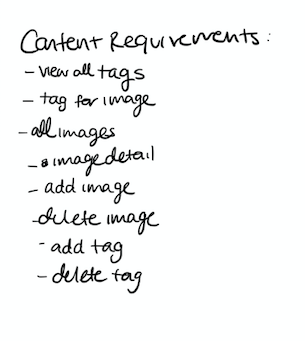 Content Requirements:
- view all tags
- tag for image
- all images
- image detail
- add image
- delete image
- add tag
- delete tag